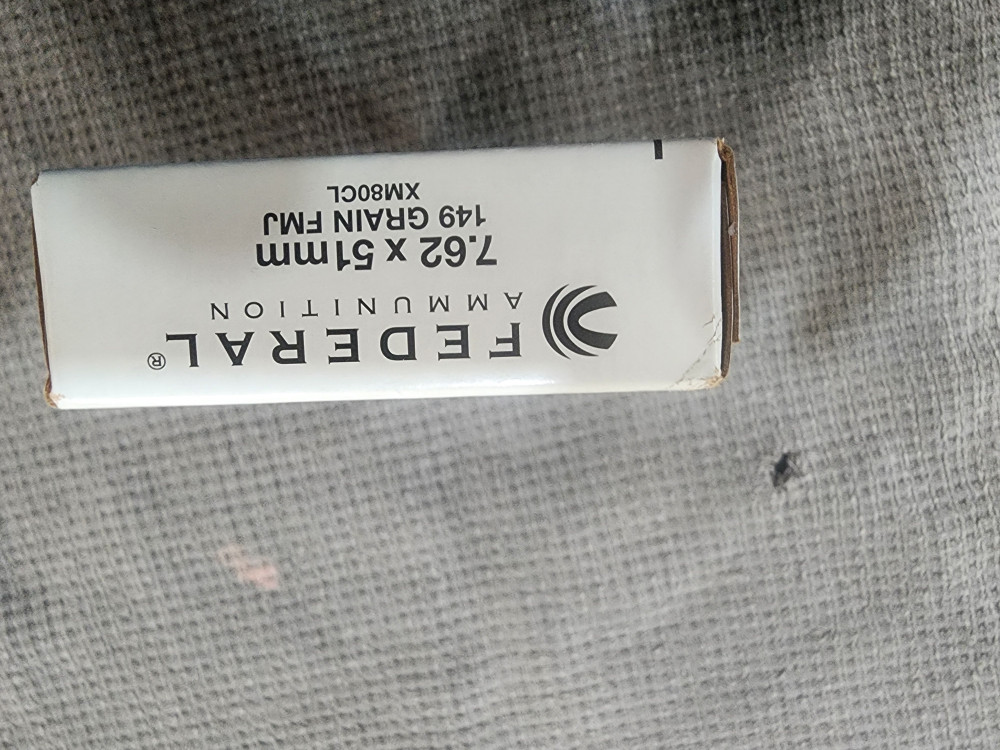 FEDERAL®
AMMUNITION
7.62 x 51mm
149 GRAIN FMJ
XM80CL